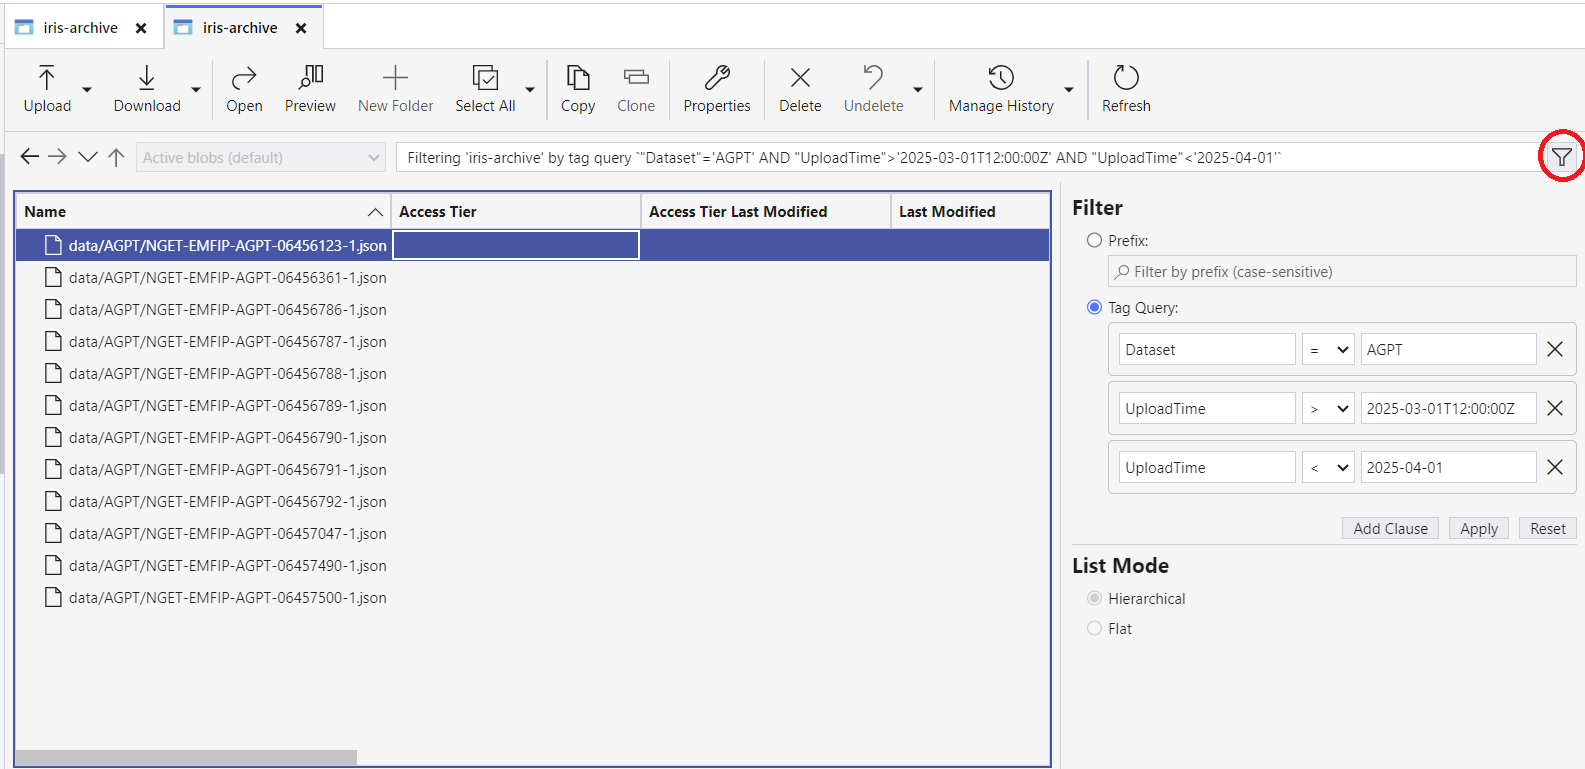 iris-archive
iris-archive
Upload
Download
Open
Preview
New Folder
Select All
Copy
Clone
Properties
Delete
Undelete
Manage History
Refresh
Active blobs (default)
Filtering 'iris-archive' by tag query `"Dataset"='AGPT' AND "UploadTime">'2025-03-01T12:00:00Z' AND "UploadTime"<'2025-04-01'`
Name
Access Tier
Access Tier Last Modified
Last Modified
data/AGPT/NGET-EMFIP-AGPT-06456123-1.json
data/AGPT/NGET-EMFIP-AGPT-06456361-1.json
data/AGPT/NGET-EMFIP-AGPT-06456786-1.json
data/AGPT/NGET-EMFIP-AGPT-06456787-1.json
data/AGPT/NGET-EMFIP-AGPT-06456788-1.json
data/AGPT/NGET-EMFIP-AGPT-06456789-1.json
data/AGPT/NGET-EMFIP-AGPT-06456790-1.json
data/AGPT/NGET-EMFIP-AGPT-06456791-1.json
data/AGPT/NGET-EMFIP-AGPT-06456792-1.json
data/AGPT/NGET-EMFIP-AGPT-06457047-1.json
data/AGPT/NGET-EMFIP-AGPT-06457490-1.json
data/AGPT/NGET-EMFIP-AGPT-06457500-1.json
Filter
Prefix:
Filter by prefix (case-sensitive)
Tag Query:
Dataset = AGPT
UploadTime > 2025-03-01T12:00:00Z
UploadTime < 2025-04-01
Add Clause
Apply
Reset
List Mode
Hierarchical
Flat